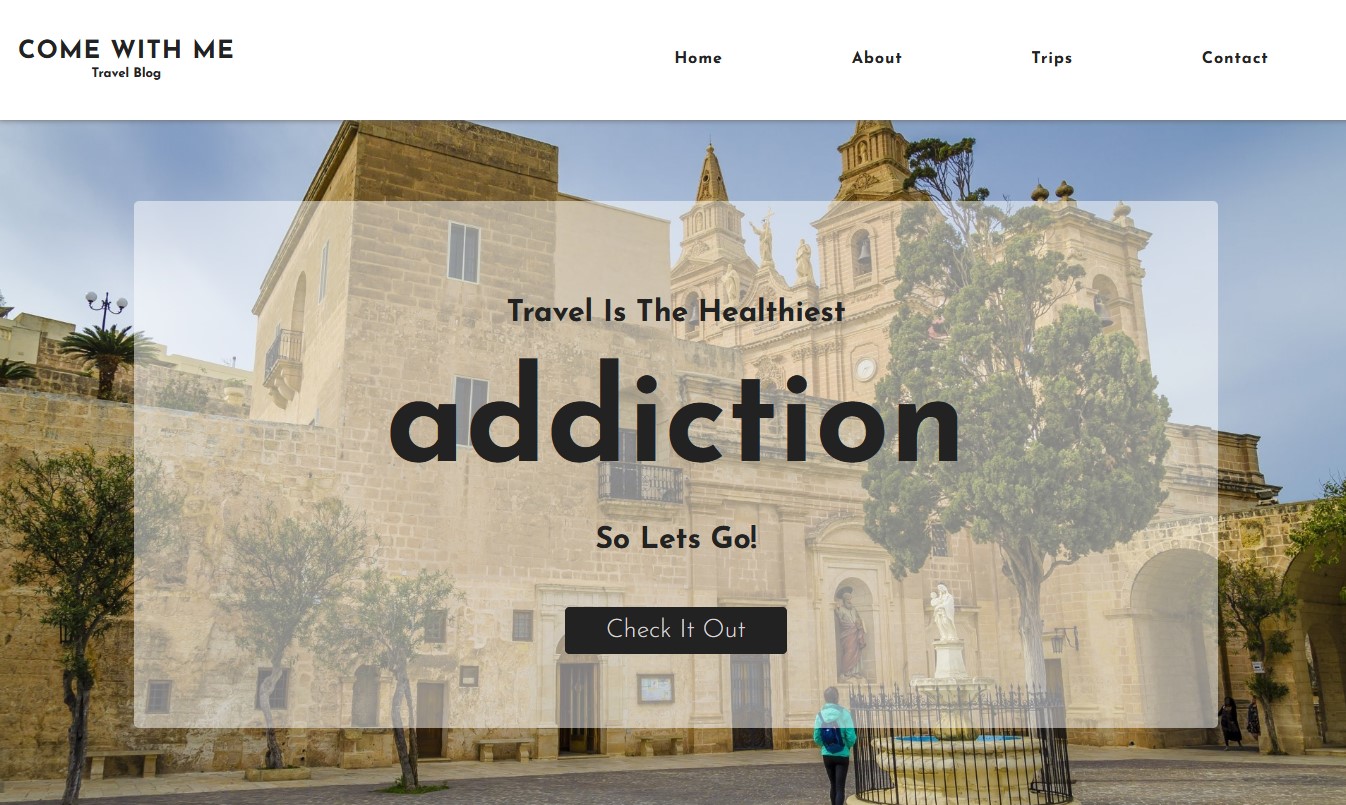 COME WITH ME
Travel Blog
Home About Trips Contact
Travel Is The Healthiest
addiction
So Lets Go!
Check It Out